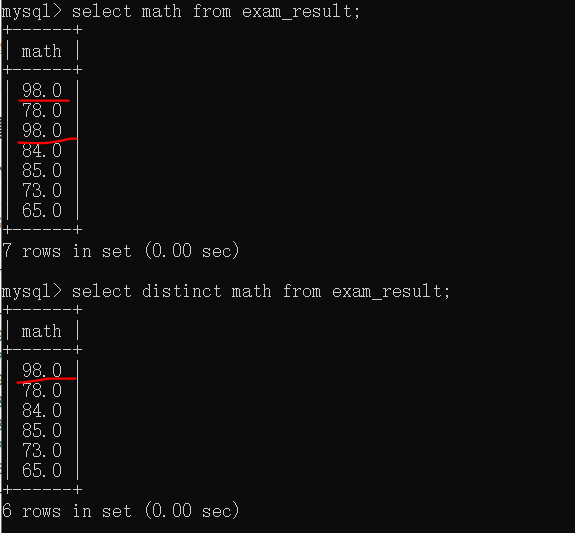 mysql> select math from exam_result;
+------+
| math |
+------+
| 98.0 |
| 78.0 |
| 98.0 |
| 84.0 |
| 85.0 |
| 73.0 |
| 65.0 |
+------+
7 rows in set (0.00 sec)
mysql> select distinct math from exam_result;
+------+
| math |
+------+
| 98.0 |
| 78.0 |
| 84.0 |
| 85.0 |
| 73.0 |
| 65.0 |
+------+
6 rows in set (0.00 sec)